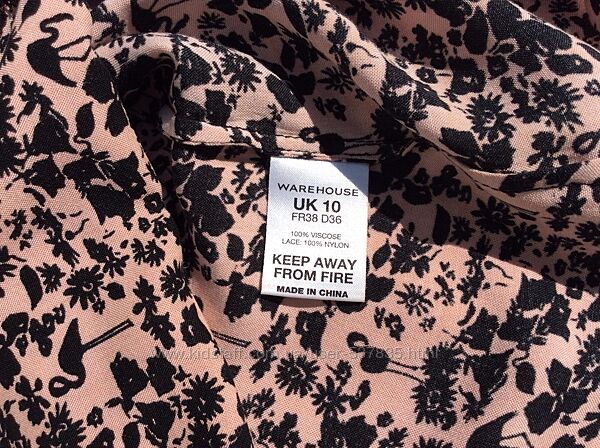 WAREHOUSE
UK 10
FR38 D36
100% VISCOSE
LACE: 100% NYLON
KEEP AWAY
FROM FIRE
MADE IN CHINA